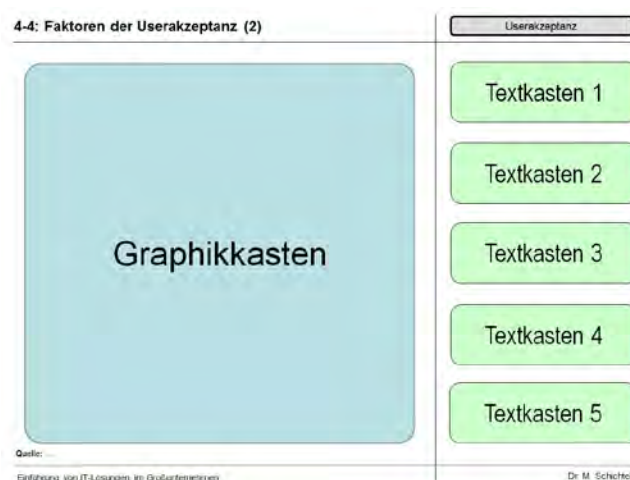 4-4: Faktoren der Userakzeptanz (2)
Userakzeptanz
Graphikkasten
Textkasten 1
Textkasten 2
Textkasten 3
Textkasten 4
Textkasten 5
Quelle: ...
Einführung von IT-Lösungen im Großunternehmen
Dr. M. Schichte